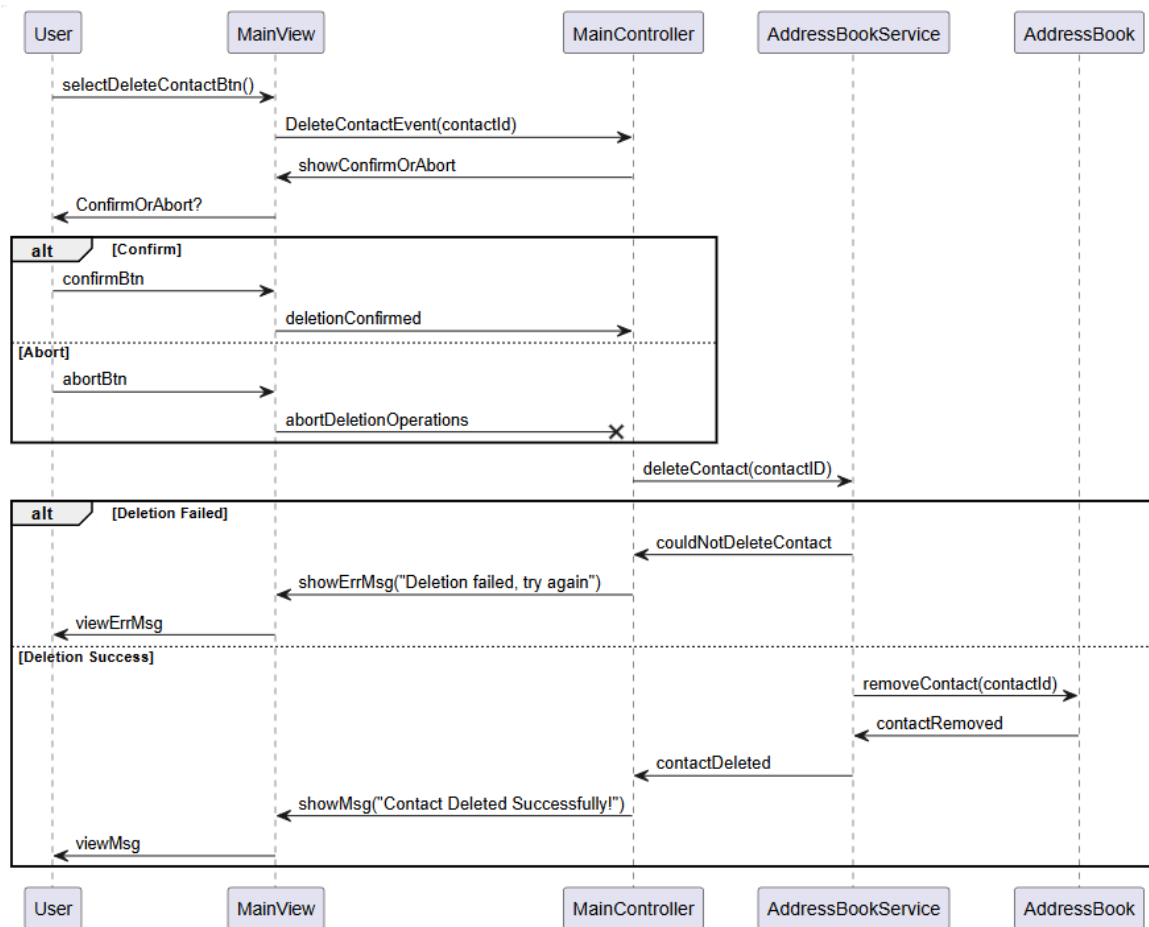 User MainView MainController AddressBookService AddressBook
selectDeleteContactBtn()
DeleteContactEvent(contactId)
showConfirmOrAbort
ConfirmOrAbort?
alt [Confirm]
confirmBtn
deletionConfirmed
[Abort]
abortBtn
abortDeletionOperations
deleteContact(contactID)
alt [Deletion Failed]
couldNotDeleteContact
showErrMsg("Deletion failed, try again")
viewErrMsg
[Deletion Success]
removeContact(contactId)
contactRemoved
contactDeleted
showMsg("Contact Deleted Successfully!")
viewMsg
User MainView MainController AddressBookService AddressBook